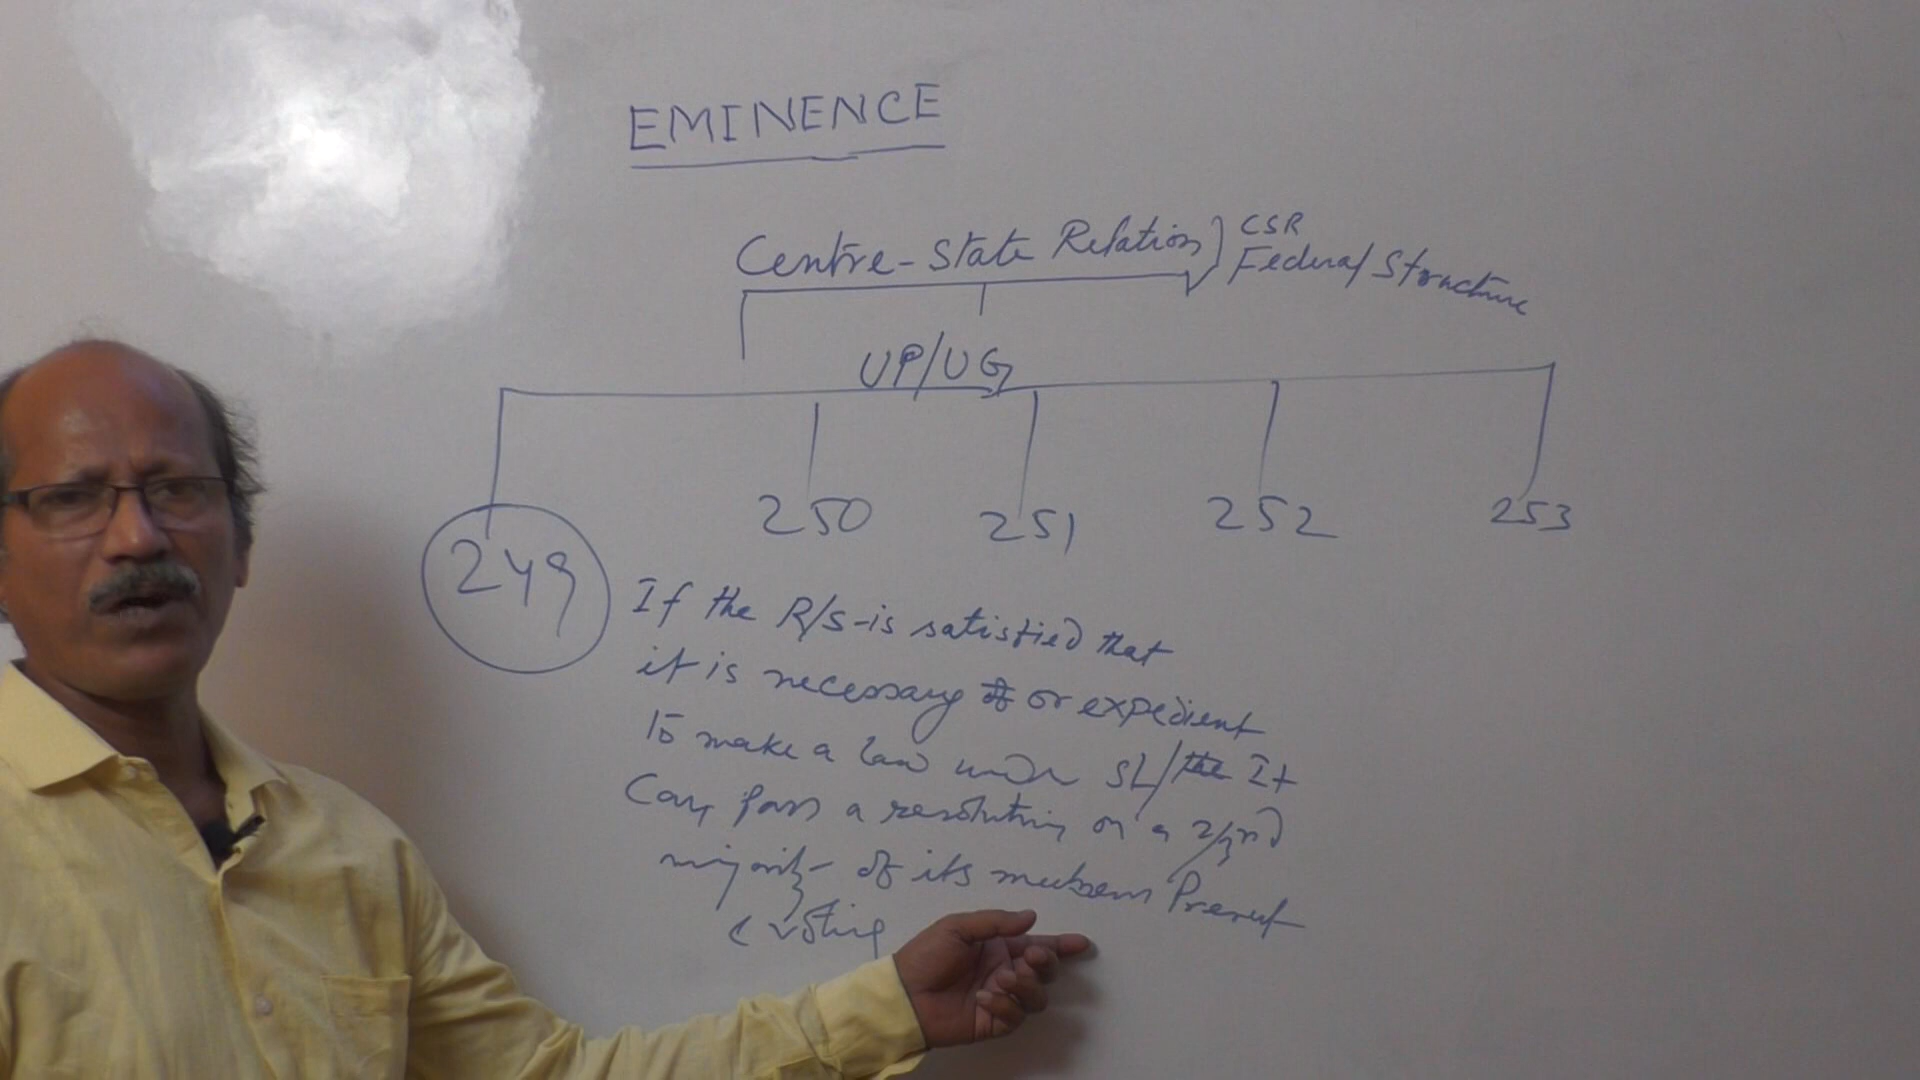 EMINENCE
Centre-State Relation
CSR
Federal Structure
UP/UG
249
250
251
252
253
If the R/S-is satisfied that
it is necessary or expedient
To make a law under SL/the It
Can pass a resolution on a 2/3rd
majority of its members Present
voting